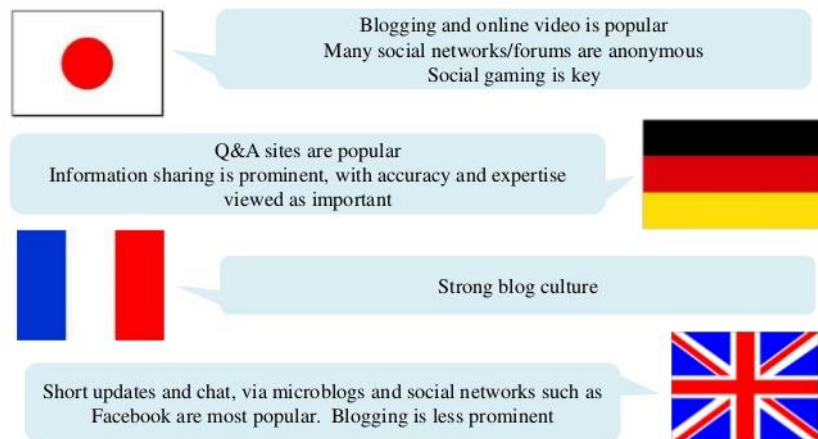 Blogging and online video is popular
Many social networks/forums are anonymous
Social gaming is key
Q&A sites are popular
Information sharing is prominent, with accuracy and expertise
viewed as important
Strong blog culture
Short updates and chat, via microblogs and social networks such as
Facebook are most popular.  Blogging is less prominent